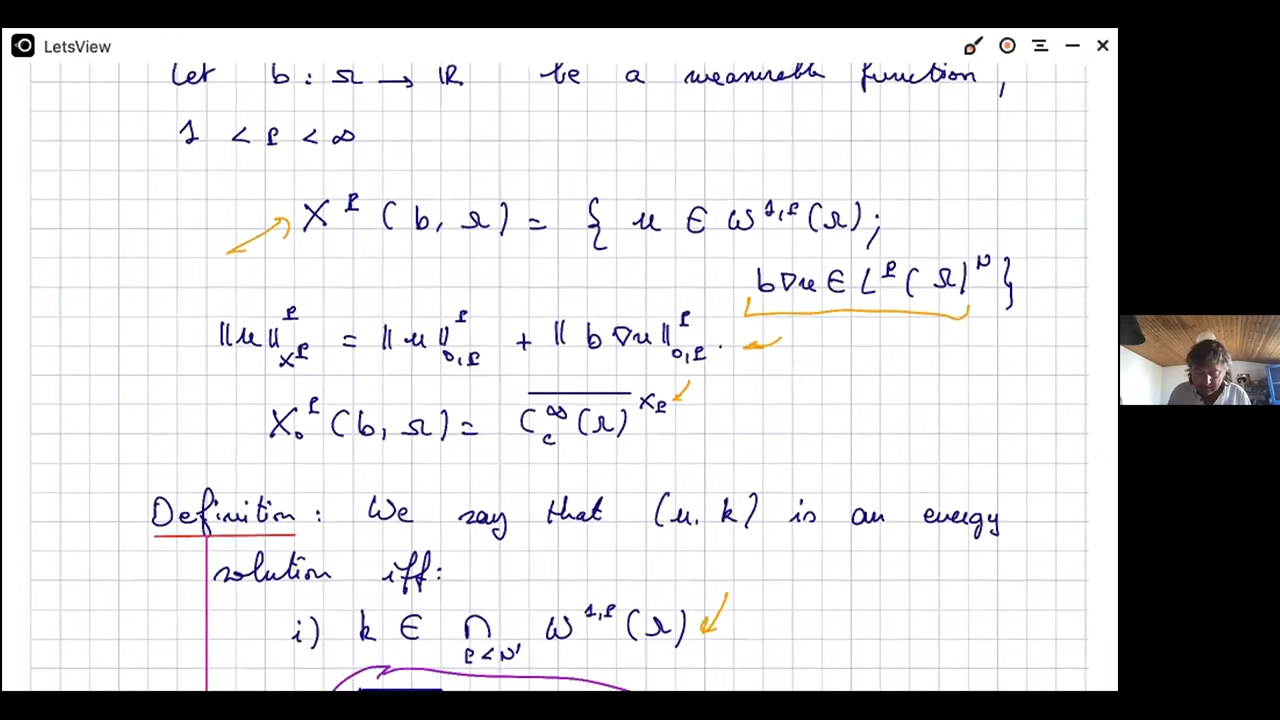 LetsView
Let b : Ω → ℝ be a measurable function,
1 < p < ∞
X^p (b, Ω) = { u ∈ W^{1,p}(Ω);
b∇u ∈ L^p(Ω)^N }
‖u‖^p_{X^p} = ‖u‖^p_{0,p} + ‖b∇u‖^p_{0,p}.
X_0^p (b, Ω) = \overline{C_c^∞(Ω)}^{X_p}
Definition: We say that (u, k) is an energy
solution iff:
i) k ∈ ∩_{p<N'} W^{1,p}(Ω)